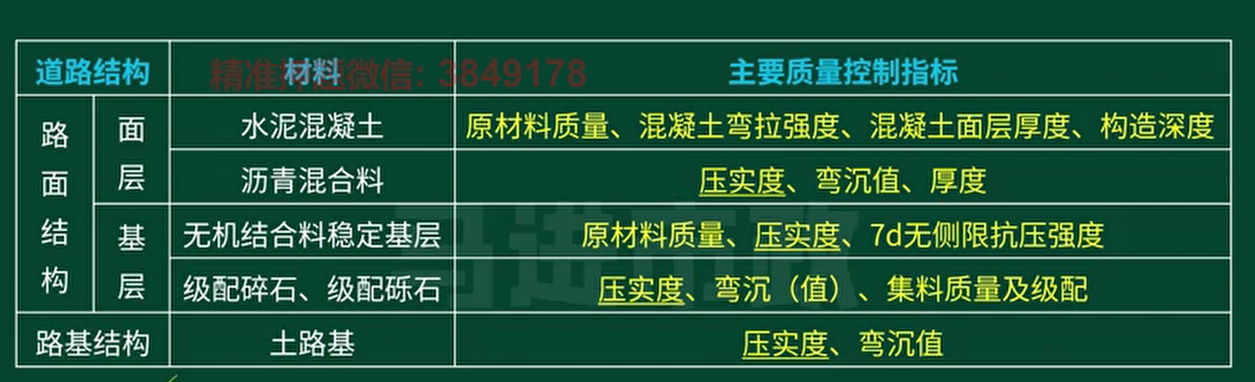 道路结构 材料 主要质量控制指标
精准押题微信: 3849178
路面结构 面层 水泥混凝土 原材料质量、混凝土弯拉强度、混凝土面层厚度、构造深度
沥青混合料 压实度、弯沉值、厚度
基层 无机结合料稳定基层 原材料质量、压实度、7d无侧限抗压强度
级配碎石、级配砾石 压实度、弯沉（值）、集料质量及级配
路基结构 土路基 压实度、弯沉值